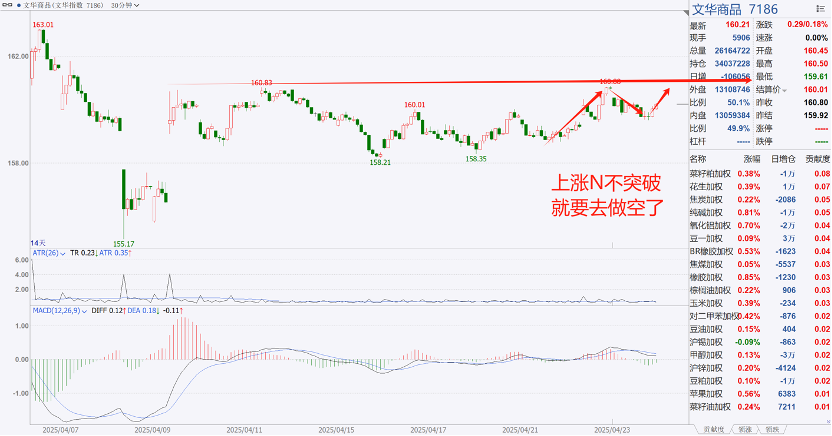 文华商品(文华指数 7186) 30分钟
163.01
162.00
160.83
160.01
158.00
158.21
158.35
155.17
上涨N不突破
就要去做空了
14天
ATR(26) TR 0.23↓ ATR 0.35↑
6.00
4.00
2.00
MACD(12,26,9) DIFF 0.12↑ DEA 0.18↓ -0.11↑
1.00
0.00
-1.00
2025/04/07 2025/04/09 2025/04/11 2025/04/15 2025/04/17 2025/04/21 2025/04/23
文华商品 7186
最新 160.21 涨跌 0.29/0.18%
现手 5906 速涨 0.00%
总量 26164722 开盘 160.45
持仓 34037228 最高 160.50
日增 -106056 最低 159.61
外盘 13108746 结算价 160.01
比例 50.1% 昨收 160.80
内盘 13059384 昨结 159.92
比例 49.9% 涨停 -----
杠杆 ----- 跌停 -----
名称 涨幅 日增仓 贡献度
菜籽粕加权 0.38% -1万 0.08
花生加权 0.39% 1万 0.07
焦炭加权 0.22% -2086 0.05
纯碱加权 0.81% -1万 0.05
氧化铝加权 0.70% -2万 0.04
豆一加权 0.09% 3万 0.04
BR橡胶加权 0.53% -1623 0.04
焦煤加权 0.05% -5537 0.03
橡胶加权 0.85% -1230 0.03
棕榈油加权 0.22% 906 0.03
玉米加权 0.39% -234 0.03
对二甲苯加权 0.42% -876 0.02
豆油加权 0.15% 404 0.02
沪锡加权 -0.09% -863 0.02
甲醇加权 0.13% -3万 0.02
沪锌加权 0.20% -4124 0.02
豆粕加权 0.10% -1万 0.02
苹果加权 0.56% 6383 0.01
菜籽油加权 0.24% 7211 0.01
贡献度 领涨 领跌